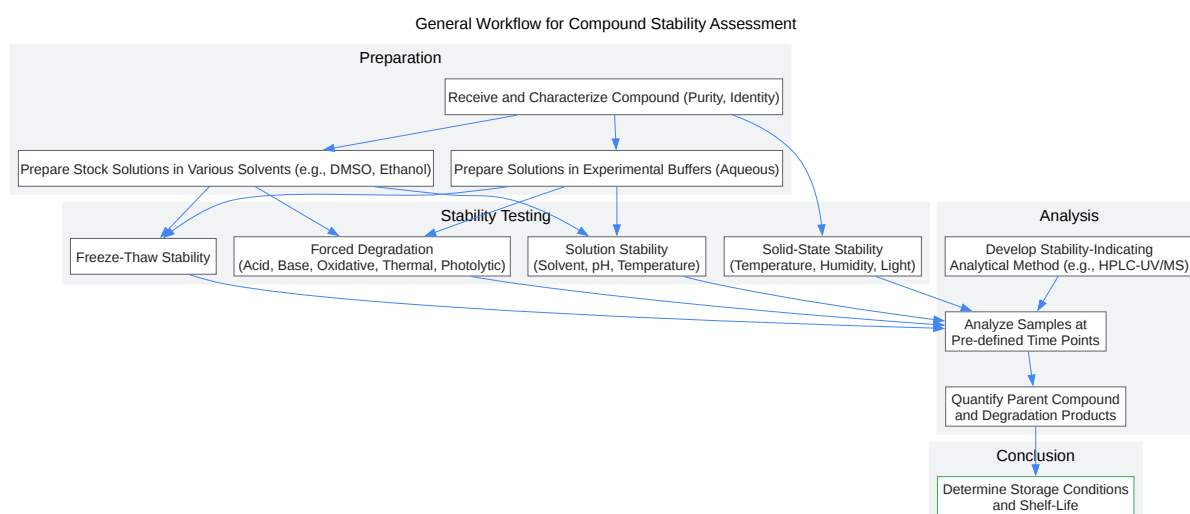 General Workflow for Compound Stability Assessment
Preparation
Receive and Characterize Compound (Purity, Identity)
Prepare Stock Solutions in Various Solvents (e.g., DMSO, Ethanol)
Prepare Solutions in Experimental Buffers (Aqueous)
Stability Testing
Analysis
Freeze-Thaw Stability
Forced Degradation
(Acid, Base, Oxidative, Thermal, Photolytic)
Solution Stability
(Solvent, pH, Temperature)
Solid-State Stability
(Temperature, Humidity, Light)
Develop Stability-Indicating
Analytical Method (e.g., HPLC-UV/MS)
Analyze Samples at
Pre-defined Time Points
Quantify Parent Compound
and Degradation Products
Conclusion
Determine Storage Conditions
and Shelf-Life